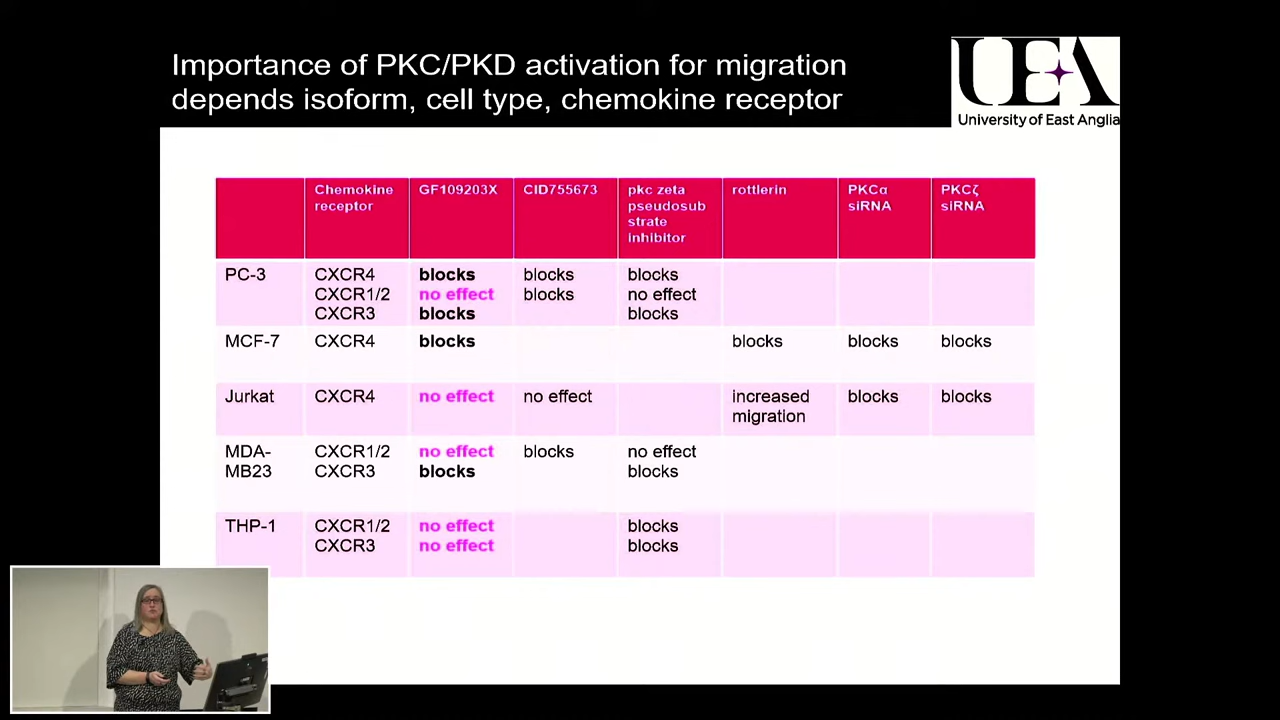 Importance of PKC/PKD activation for migration
depends isoform, cell type, chemokine receptor
UEA
University of East Anglia
Chemokine receptor GF109203X CID755673 pkc zeta pseudosub strate inhibitor rottlerin PKCα siRNA PKCζ siRNA
PC-3 CXCR4 blocks blocks blocks
CXCR1/2 no effect blocks no effect
CXCR3 blocks blocks
MCF-7 CXCR4 blocks blocks blocks blocks
Jurkat CXCR4 no effect no effect increased migration blocks blocks
MDA- CXCR1/2 no effect blocks no effect
MB23 CXCR3 blocks blocks
THP-1 CXCR1/2 no effect blocks
CXCR3 no effect blocks